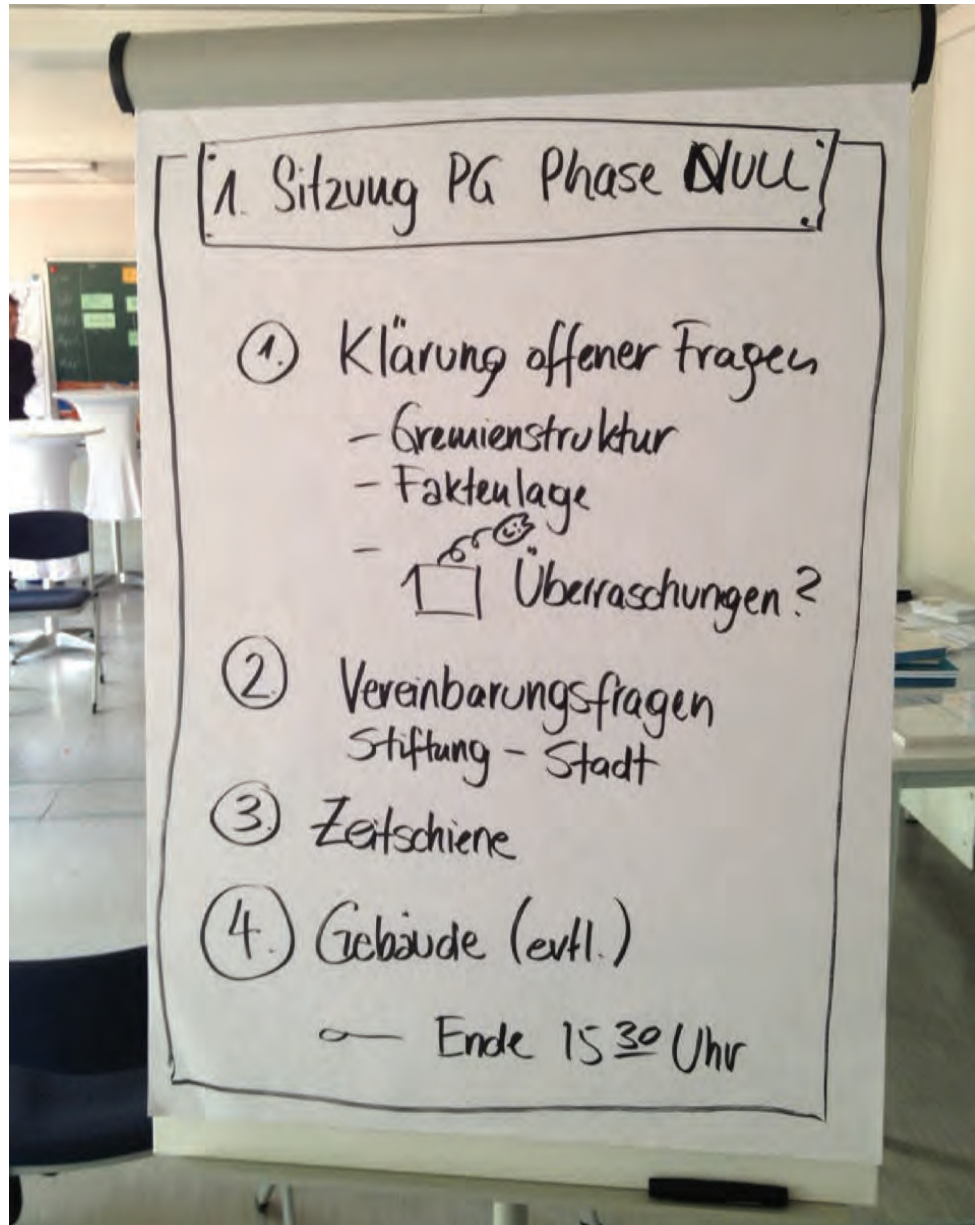 1. Sitzung PG Phase NULL
1. Klärung offener Fragen
- Gremienstruktur
- Faktenlage
- Überraschungen?
2. Vereinbarungsfragen
Stiftung - Stadt
3. Zeitschiene
4. Gebäude (evtl.)
Ende 15 30 Uhr